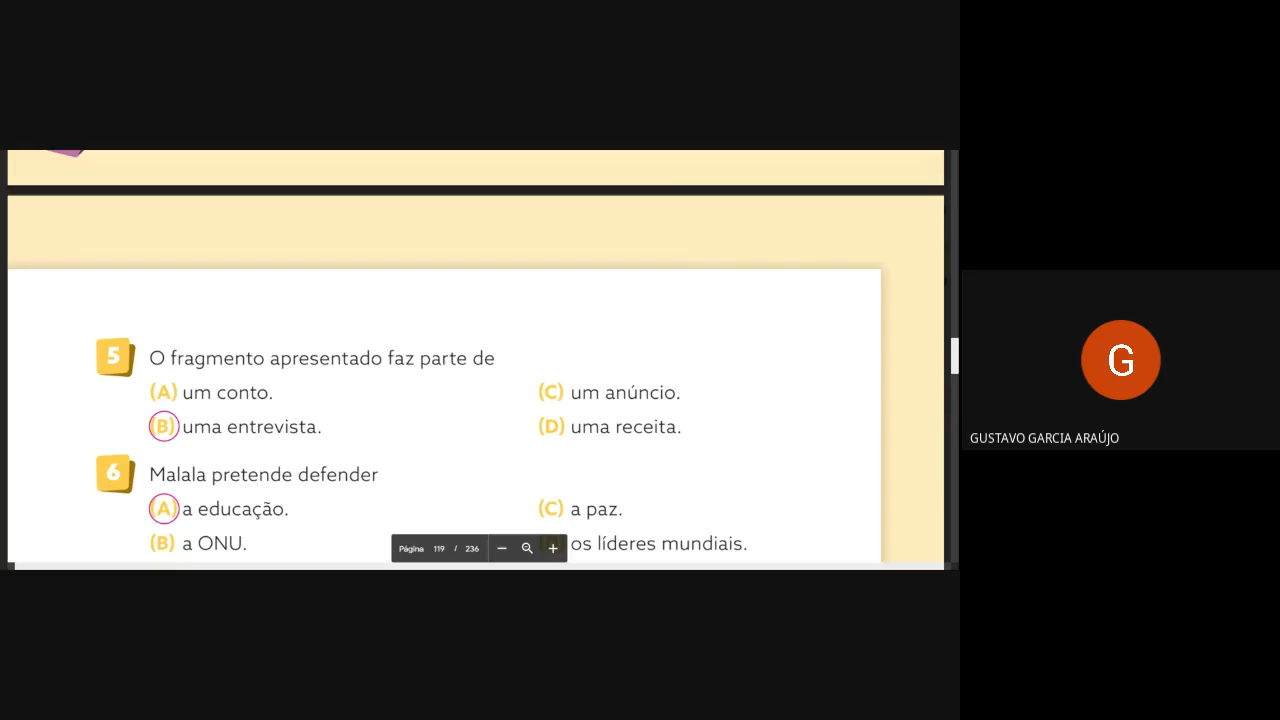 5 O fragmento apresentado faz parte de
(A) um conto. (C) um anúncio.
(B) uma entrevista. (D) uma receita.
6 Malala pretende defender
(A) a educação. (C) a paz.
(B) a ONU. os líderes mundiais.
Página 119 / 236
G
GUSTAVO GARCIA ARAÚJO